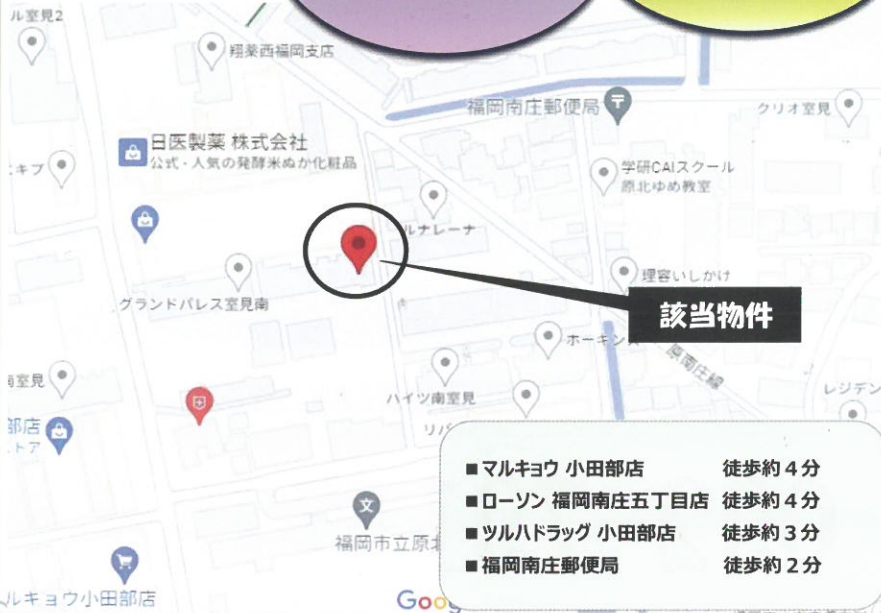 ル室見2
翔薬西福岡支店
福岡南庄郵便局
クリオ室見
日医製薬 株式会社
公式・人気の発酵米ぬか化粧品
学研CAIスクール
原北ゆめ教室
ルナレーナ
理容いしかけ
グランドパレス室見南
該当物件
ホーキンス
原南庄線
ハイツ南室見
レジデン
南室見
部店
トア
リバ
■マルキョウ 小田部店 徒歩約4分
■ローソン 福岡南庄五丁目店 徒歩約4分
■ツルハドラッグ 小田部店 徒歩約3分
■福岡南庄郵便局 徒歩約2分
文
福岡市立原北
ルキョウ小田部店
Goog